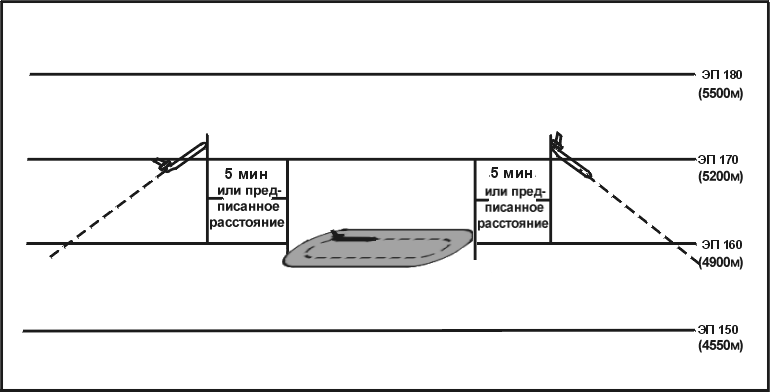 ЭП 180
(5500м)
ЭП 170
(5200м)
5 мин
или пред-
писанное
расстояние
5 мин.
или пред-
писанное
расстояние
ЭП 160
(4900м)
ЭП 150
(4550м)